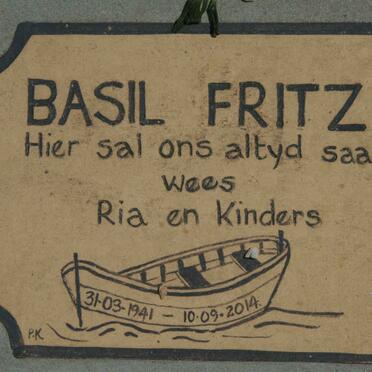 BASIL FRITZ
Hier sal ons altyd saa
wees
Ria en Kinders
31-03-1941 — 10.09.2014.
P.K